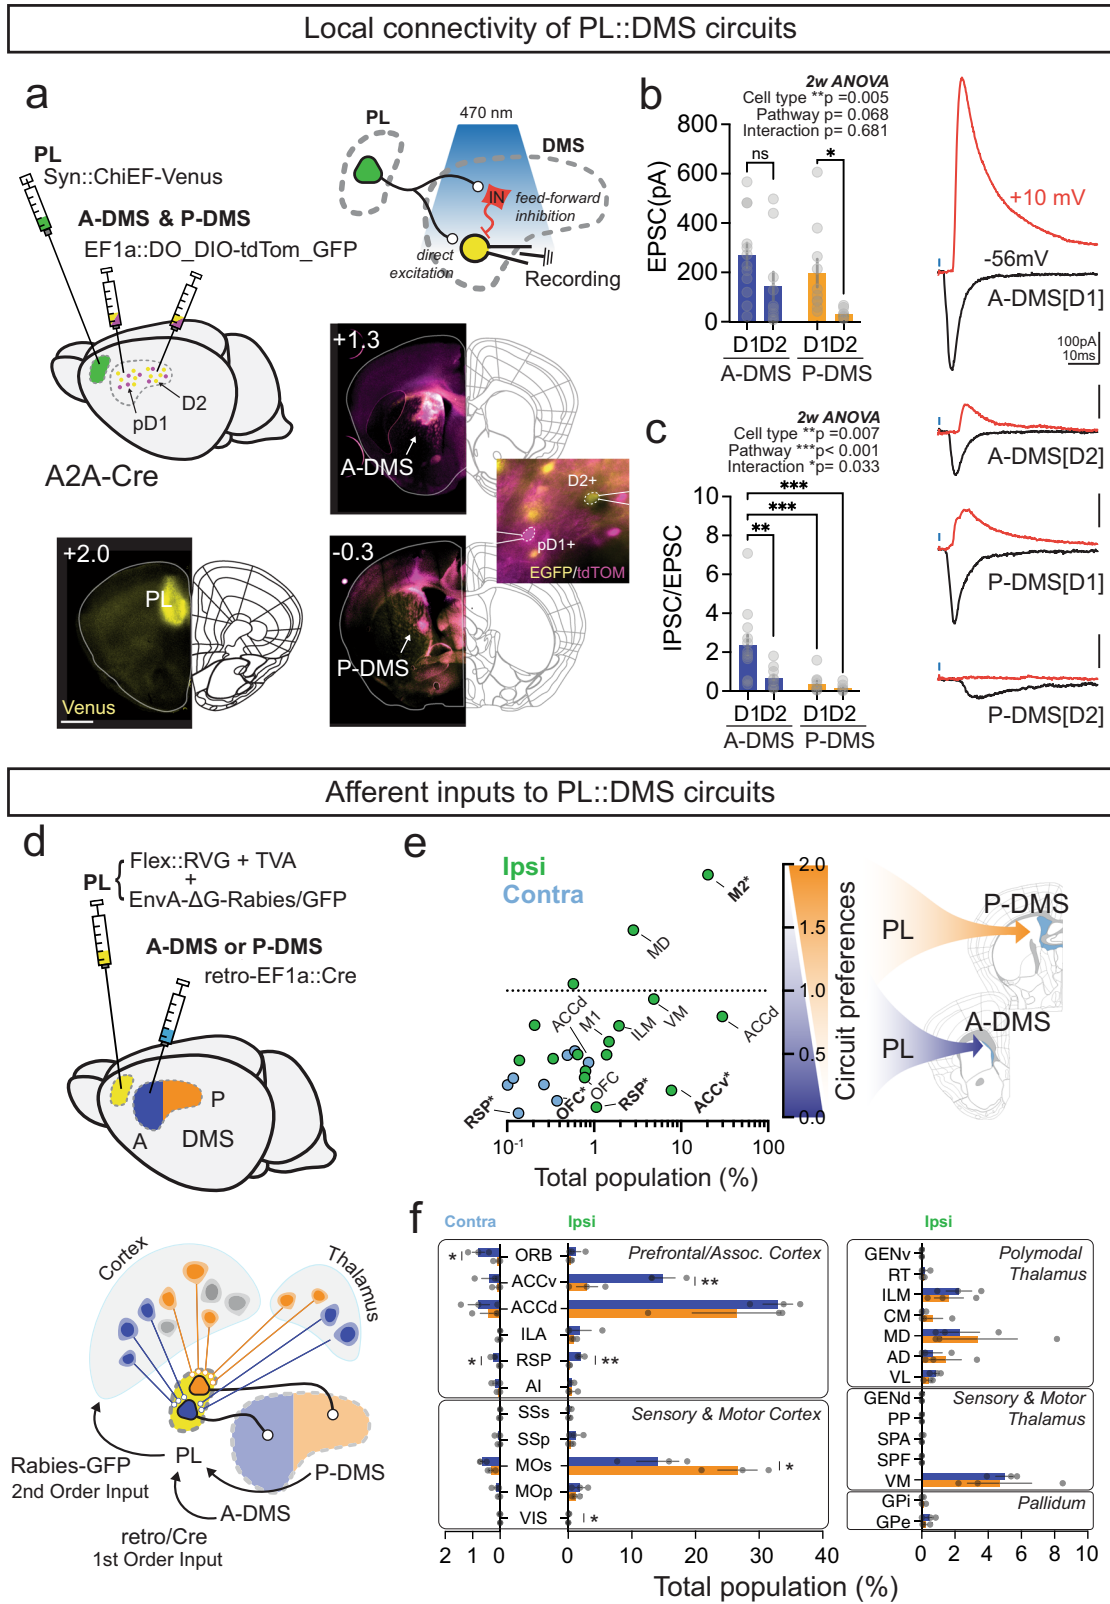 Local connectivity of PL::DMS circuits
a
PL
Syn::ChiEF-Venus
A-DMS & P-DMS
EF1a::DO_DIO-tdTom_GFP
D2
pD1
A2A-Cre
470 nm
PL
DMS
IN
feed-forward
inhibition
direct
excitation
Recording
+1.3
A-DMS
D2+
pD1+
EGFP/tdTOM
+2.0
PL
Venus
-0.3
P-DMS
b
2w ANOVA
Cell type **p =0.005
Pathway p= 0.068
Interaction p= 0.681
EPSC(pA)
800
600
400
200
0
ns
*
D1 D2 D1 D2
A-DMS P-DMS
+10 mV
-56mV
A-DMS[D1]
100pA
10ms
A-DMS[D2]
P-DMS[D1]
P-DMS[D2]
c
2w ANOVA
Cell type **p =0.007
Pathway ***p< 0.001
Interaction *p= 0.033
IPSC/EPSC
10
8
6
4
2
0
***
***
**
D1 D2 D1 D2
A-DMS P-DMS
Afferent inputs to PL::DMS circuits
d
PL
{
Flex::RVG + TVA
+
EnvA-ΔG-Rabies/GFP
A-DMS or P-DMS
retro-EF1a::Cre
P
A
DMS
Cortex
Thalamus
PL
P-DMS
A-DMS
Rabies-GFP
2nd Order Input
retro/Cre
1st Order Input
e
Ipsi
Contra
M2*
MD
ACCd
M1
ILM
VM
ACCd
OFC*
OFC
RSP*
RSP*
ACCv*
10-1
1
10
100
Total population (%)
2.0
1.5
1.0
0.5
0.0
Circuit preferences
PL
P-DMS
PL
A-DMS
f
Contra
Ipsi
Prefrontal/Assoc. Cortex
* ORB
ACCv **
ACCd
ILA
* RSP **
AI
Sensory & Motor Cortex
SSs
SSp
MOs *
MOp
VIS *
2 1 0
0 10 20 30 40
Ipsi
Polymodal
Thalamus
GENv
RT
ILM
CM
MD
AD
VL
Sensory & Motor
Thalamus
GENd
PP
SPA
SPF
VM
Pallidum
GPi
GPe
0 2 4 6 8 10
Total population (%)